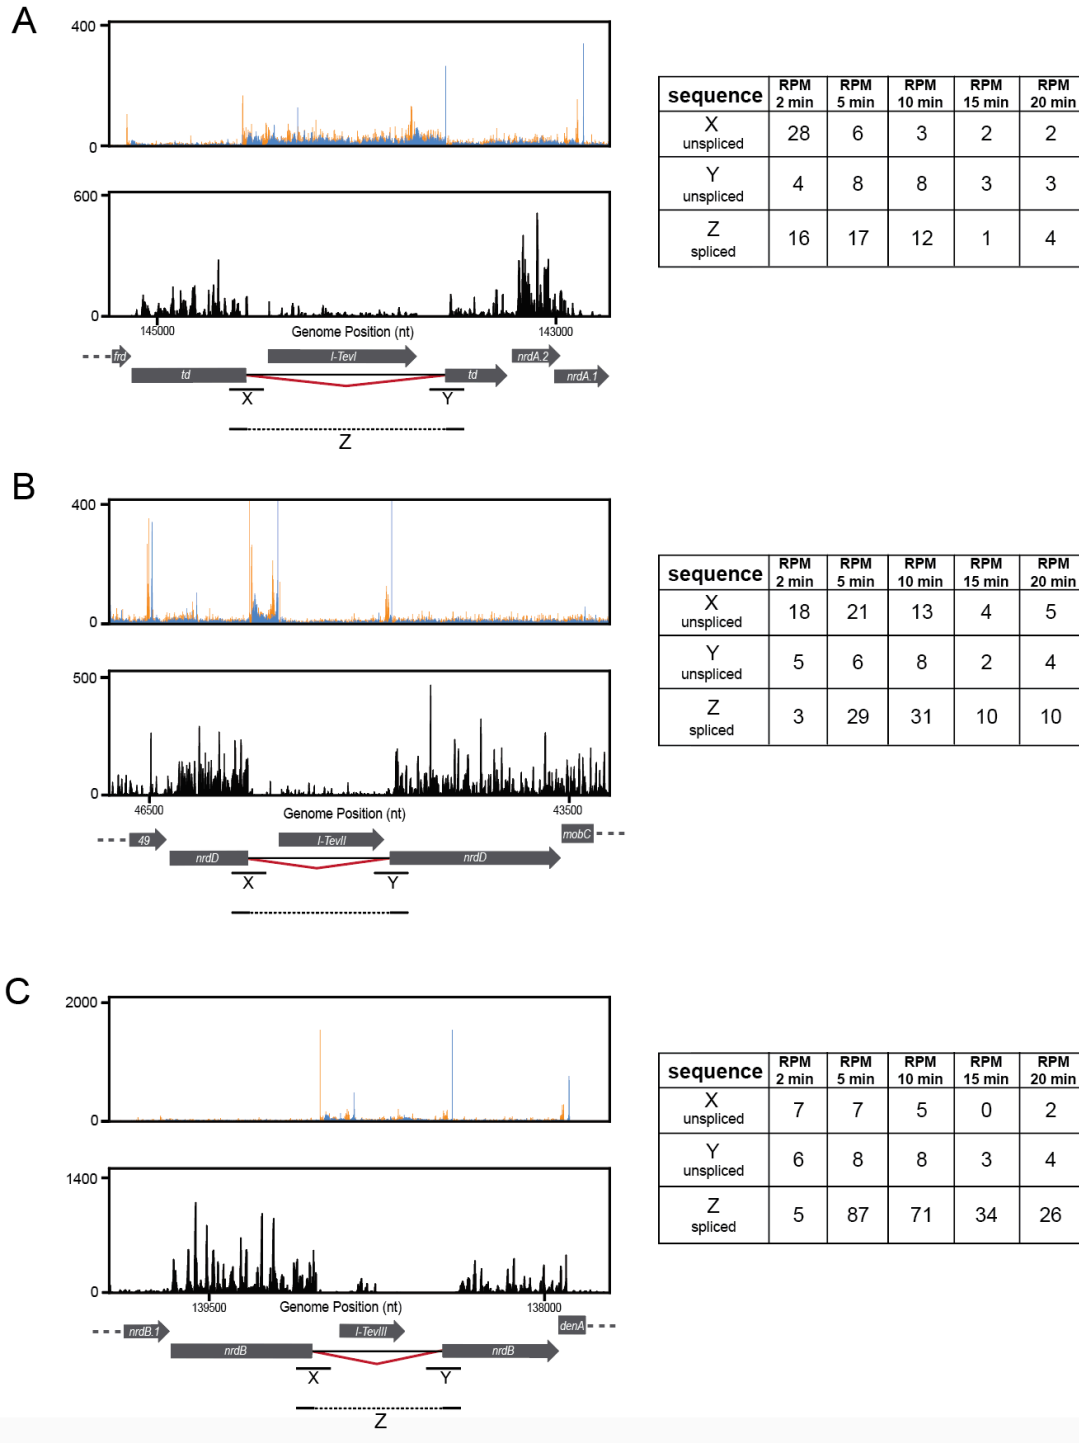 A
400
0
600
0
145000
Genome Position (nt)
143000
frd
I-TevI
nrdA.2
td
td
nrdA.1
X
Y
Z
sequence RPM 2 min RPM 5 min RPM 10 min RPM 15 min RPM 20 min
X unspliced 28 6 3 2 2
Y unspliced 4 8 8 3 3
Z spliced 16 17 12 1 4
B
400
0
500
0
46500
Genome Position (nt)
43500
49
I-TevII
mobC
nrdD
nrdD
X
Y
sequence RPM 2 min RPM 5 min RPM 10 min RPM 15 min RPM 20 min
X unspliced 18 21 13 4 5
Y unspliced 5 6 8 2 4
Z spliced 3 29 31 10 10
C
2000
0
1400
0
139500
Genome Position (nt)
138000
nrdB.1
I-TevIII
denA
nrdB
nrdB
X
Y
Z
sequence RPM 2 min RPM 5 min RPM 10 min RPM 15 min RPM 20 min
X unspliced 7 7 5 0 2
Y unspliced 6 8 8 3 4
Z spliced 5 87 71 34 26